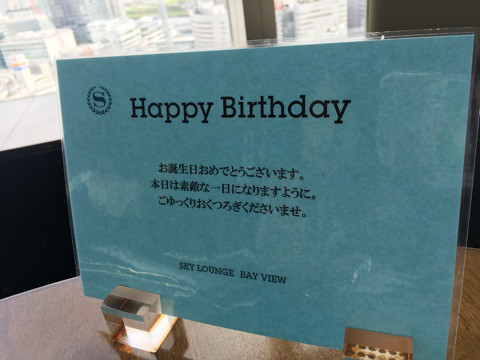 S
Happy Birthday
お誕生日おめでとうございます。
本日は素敵な一日になりますように。
ごゆっくりおくつろぎくださいませ。
SKY LOUNGE BAY VIEW